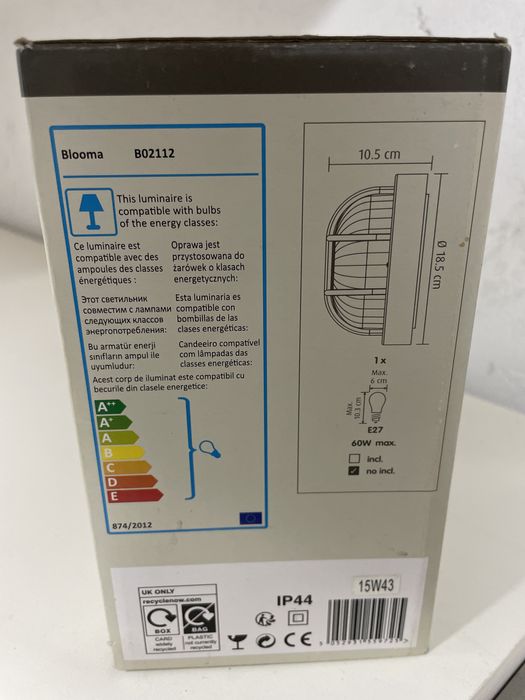 Blooma B02112
This luminaire is
compatible with bulbs
of the energy classes:
Ce luminaire est
compatible avec des
ampoules des classes
énergétiques :
Oprawa jest
przystosowana do
żarówek o klasach
energetycznych:
Этот светильник
совместим с лампами
следующих классов
энергопотребления:
Esta luminaria es
compatible con
bombillas de las
clases energéticas:
Bu armatür enerji
sınıfların ampul ile
uyumludur:
Candeeiro compatível
com lâmpadas das
classes energéticas:
Acest corp de iluminat este compatibil cu
becurile din clasele energetice:
A++
A+
A
B
C
D
E
874/2012
10.5 cm
Ø 18.5 cm
1 x
Max.
6 cm
Max.
10.3 cm
E27
60W max.
incl.
no incl.
UK ONLY
recyclenow.com
BOX
BAG
CARD
widely
recycled
PLASTIC
not currently
recycled
IP44
15W43
CE